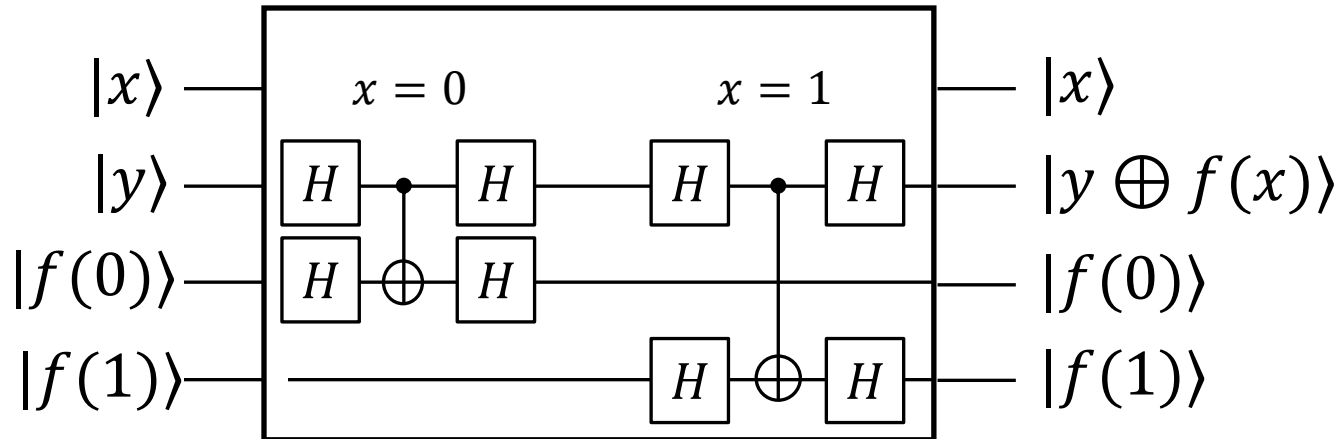 |x⟩ x = 0 x = 1 |x⟩
|y⟩ H H H H |y ⊕ f(x)⟩
|f(0)⟩ H H |f(0)⟩
|f(1)⟩ H H |f(1)⟩